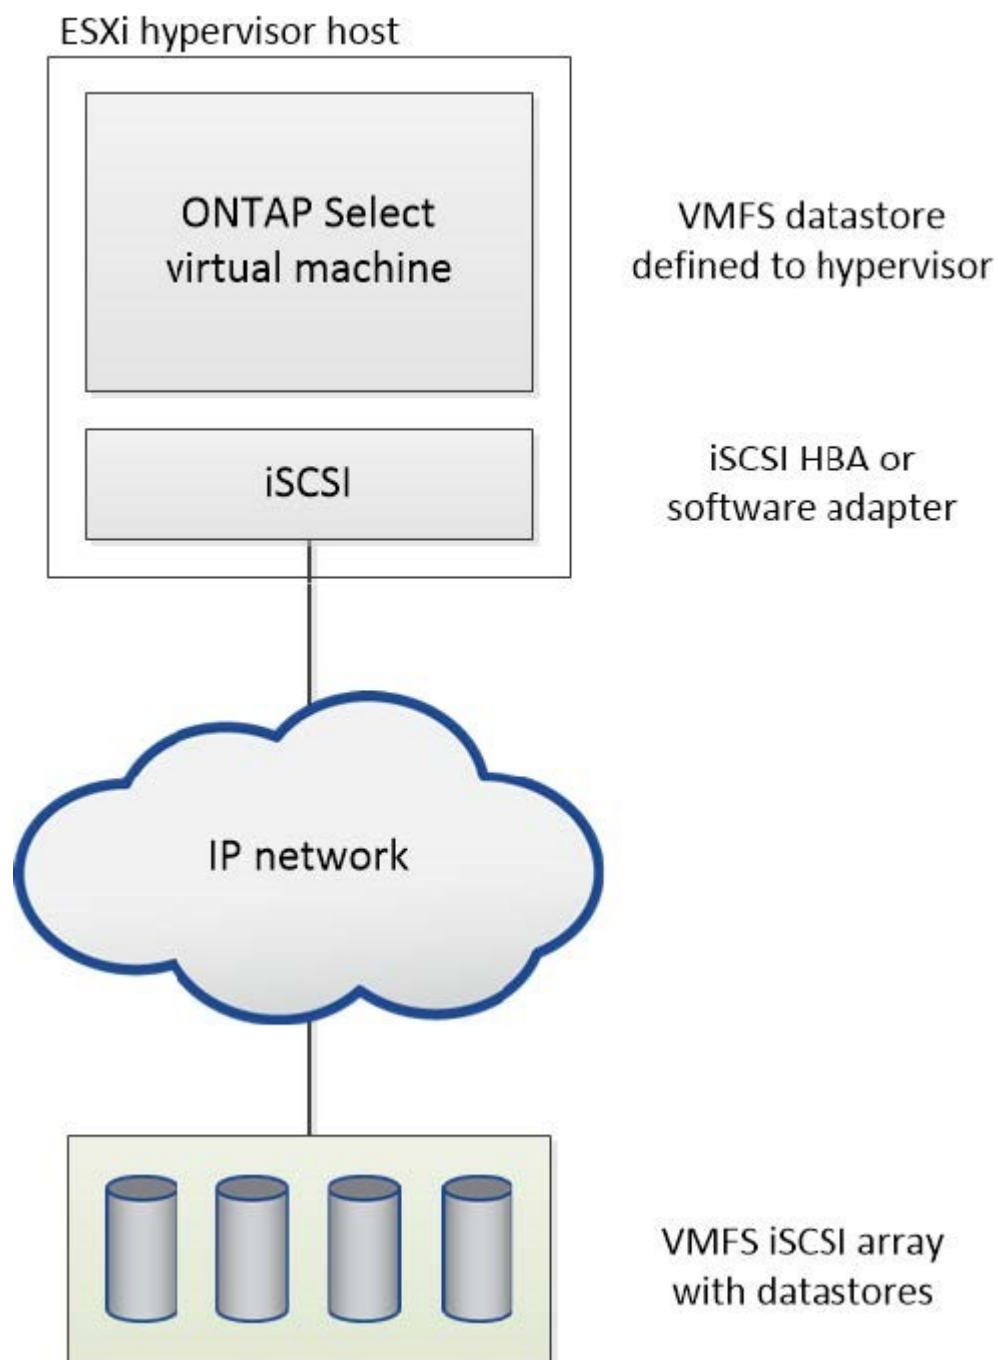 ESXi hypervisor host
ONTAP Select
virtual machine
VMFS datastore
defined to hypervisor
iSCSI
iSCSI HBA or
software adapter
IP network
VMFS iSCSI array
with datastores